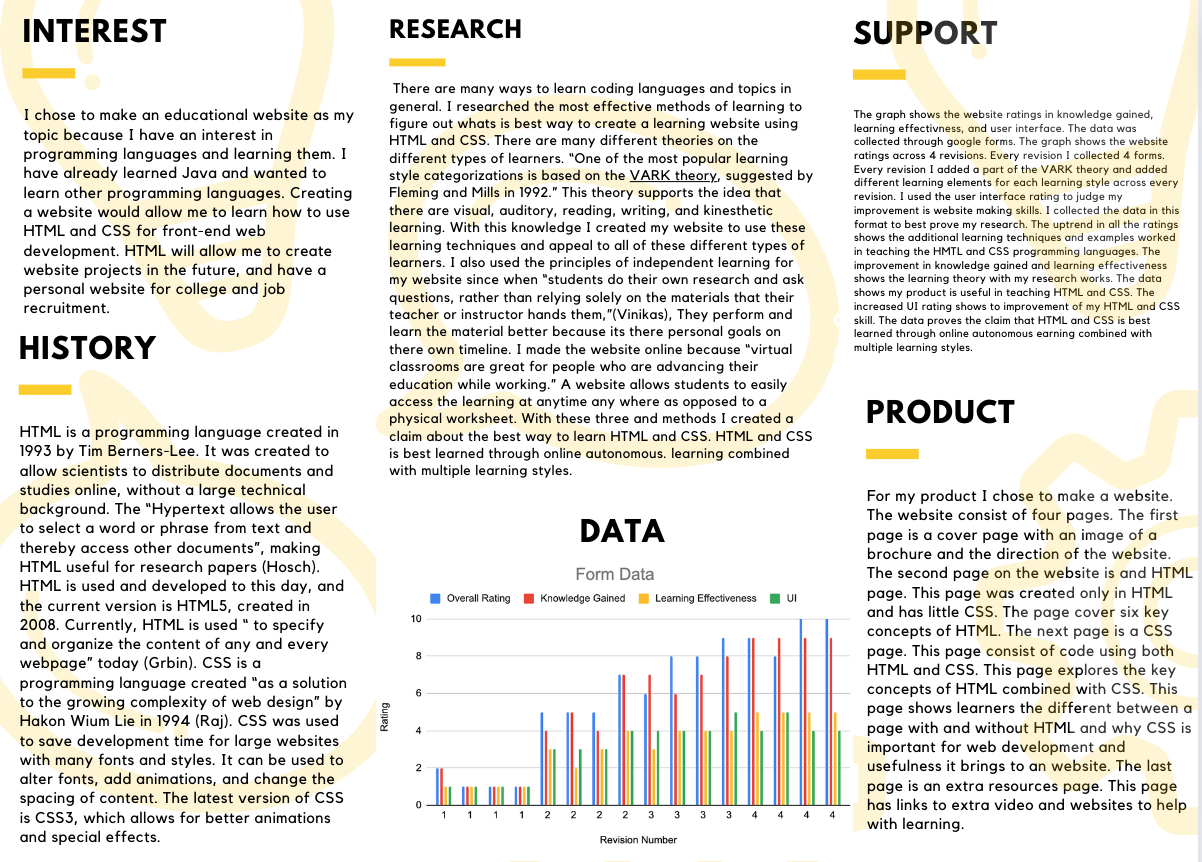 INTEREST
I chose to make an educational website as my
topic because I have an interest in
programming languages and learning them. I
have already learned Java and wanted to
learn other programming languages. Creating
a website would allow me to learn how to use
HTML and CSS for front-end web
development. HTML will allow me to create
website projects in the future, and have a
personal website for college and job
recruitment.
HISTORY
HTML is a programming language created in
1993 by Tim Berners-Lee. It was created to
allow scientists to distribute documents and
studies online, without a large technical
background. The “Hypertext allows the user
to select a word or phrase from text and
thereby access other documents”, making
HTML useful for research papers (Hosch).
HTML is used and developed to this day, and
the current version is HTML5, created in
2008. Currently, HTML is used “ to specify
and organize the content of any and every
webpage” today (Grbin). CSS is a
programming language created “as a solution
to the growing complexity of web design” by
Hakon Wium Lie in 1994 (Raj). CSS was used
to save development time for large websites
with many fonts and styles. It can be used to
alter fonts, add animations, and change the
spacing of content. The latest version of CSS
is CSS3, which allows for better animations
and special effects.
RESEARCH
There are many ways to learn coding languages and topics in
general. I researched the most effective methods of learning to
figure out whats is best way to create a learning website using
HTML and CSS. There are many different theories on the
different types of learners. “One of the most popular learning
style categorizations is based on the VARK theory, suggested by
Fleming and Mills in 1992.” This theory supports the idea that
there are visual, auditory, reading, writing, and kinesthetic
learning. With this knowledge I created my website to use these
learning techniques and appeal to all of these different types of
learners. I also used the principles of independent learning for
my website since when “students do their own research and ask
questions, rather than relying solely on the materials that their
teacher or instructor hands them,”(Vinikas), They perform and
learn the material better because its there personal goals on
there own timeline. I made the website online because “virtual
classrooms are great for people who are advancing their
education while working.” A website allows students to easily
access the learning at anytime any where as opposed to a
physical worksheet. With these three and methods I created a
claim about the best way to learn HTML and CSS. HTML and CSS
is best learned through online autonomous. learning combined
with multiple learning styles.
DATA
Form Data
Overall Rating Knowledge Gained Learning Effectiveness UI
10
8
6
4
2
0
Rating
1 1 1 1 2 2 2 2 3 3 3 3 4 4 4 4
Revision Number
SUPPORT
The graph shows the website ratings in knowledge gained,
learning effectivness, and user interface. The data was
collected through google forms. The graph shows the website
ratings across 4 revisions. Every revision I collected 4 forms.
Every revision I added a part of the VARK theory and added
different learning elements for each learning style across every
revision. I used the user interface rating to judge my
improvement is website making skills. I collected the data in this
format to best prove my research. The uptrend in all the ratings
shows the additional learning techniques and examples worked
in teaching the HMTL and CSS programming languages. The
improvement in knowledge gained and learning effectiveness
shows the learning theory with my research works. The data
shows my product is useful in teaching HTML and CSS. The
increased UI rating shows to improvement of my HTML and CSS
skill. The data proves the claim that HTML and CSS is best
learned through online autonomous earning combined with
multiple learning styles.
PRODUCT
For my product I chose to make a website.
The website consist of four pages. The first
page is a cover page with an image of a
brochure and the direction of the website.
The second page on the website is and HTML
page. This page was created only in HTML
and has little CSS. The page cover six key
concepts of HTML. The next page is a CSS
page. This page consist of code using both
HTML and CSS. This page explores the key
concepts of HTML combined with CSS. This
page shows learners the different between a
page with and without HTML and why CSS is
important for web development and
usefulness it brings to an website. The last
page is an extra resources page. This page
has links to extra video and websites to help
with learning.